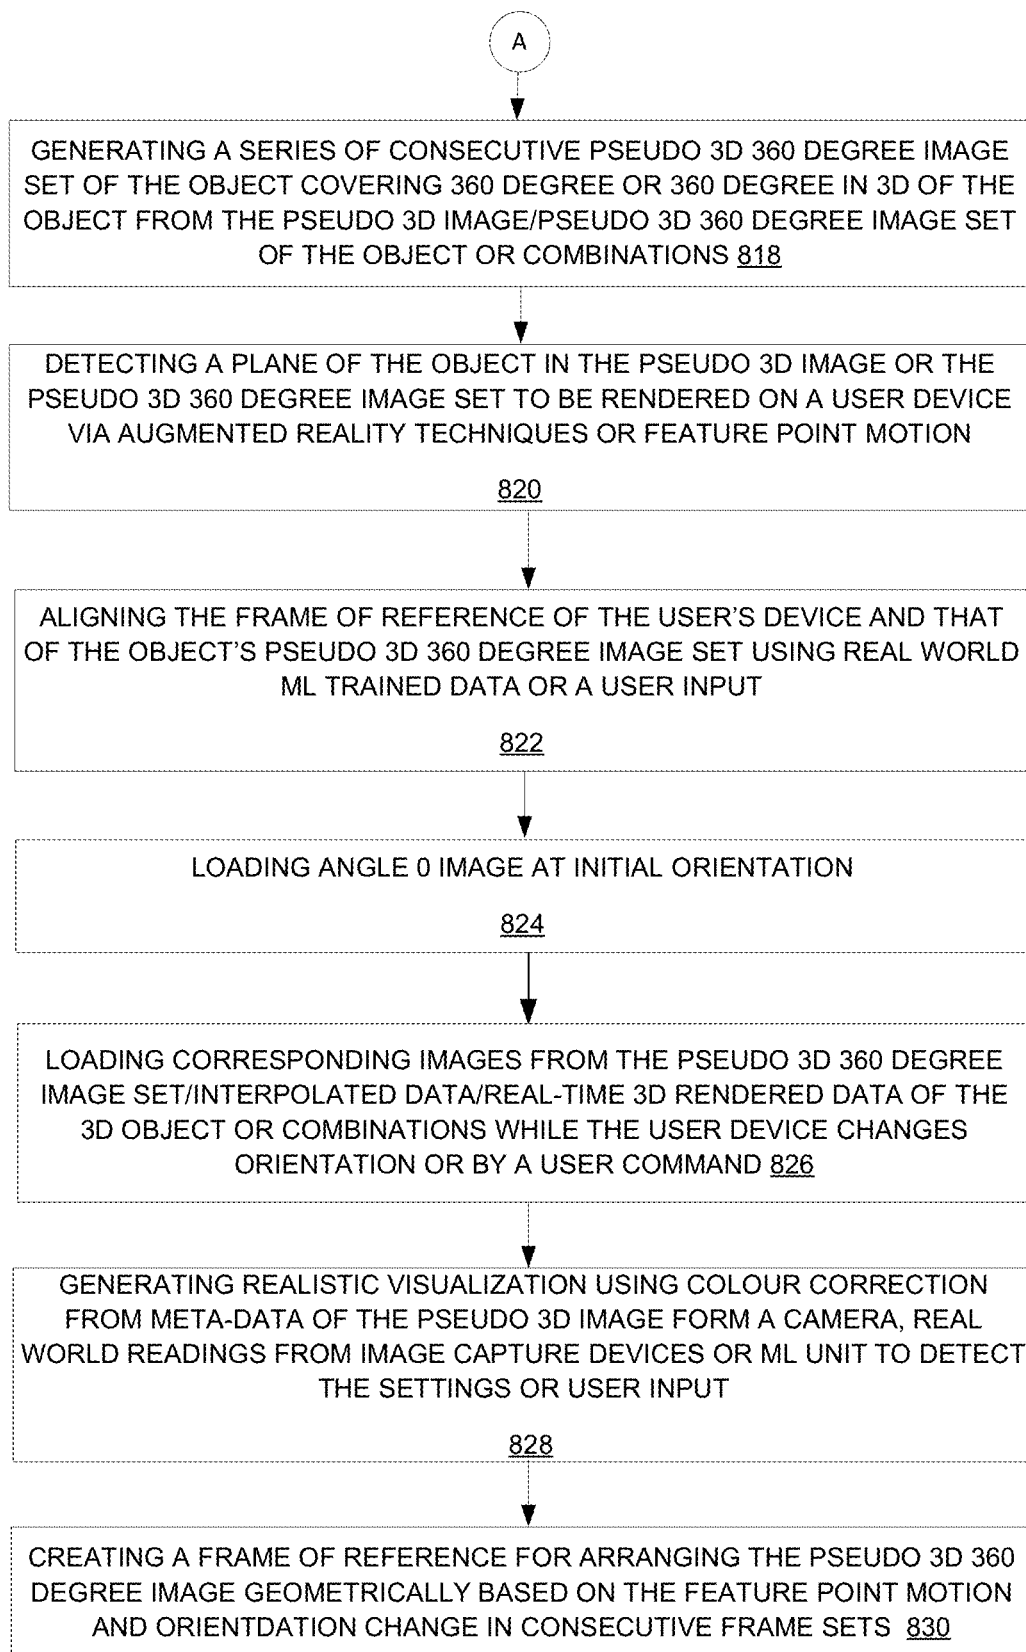 A
GENERATING A SERIES OF CONSECUTIVE PSEUDO 3D 360 DEGREE IMAGE
SET OF THE OBJECT COVERING 360 DEGREE OR 360 DEGREE IN 3D OF THE
OBJECT FROM THE PSEUDO 3D IMAGE/PSEUDO 3D 360 DEGREE IMAGE SET
OF THE OBJECT OR COMBINATIONS 818
DETECTING A PLANE OF THE OBJECT IN THE PSEUDO 3D IMAGE OR THE
PSEUDO 3D 360 DEGREE IMAGE SET TO BE RENDERED ON A USER DEVICE
VIA AUGMENTED REALITY TECHNIQUES OR FEATURE POINT MOTION
820
ALIGNING THE FRAME OF REFERENCE OF THE USER'S DEVICE AND THAT
OF THE OBJECT'S PSEUDO 3D 360 DEGREE IMAGE SET USING REAL WORLD
ML TRAINED DATA OR A USER INPUT
822
LOADING ANGLE 0 IMAGE AT INITIAL ORIENTATION
824
LOADING CORRESPONDING IMAGES FROM THE PSEUDO 3D 360 DEGREE
IMAGE SET/INTERPOLATED DATA/REAL-TIME 3D RENDERED DATA OF THE
3D OBJECT OR COMBINATIONS WHILE THE USER DEVICE CHANGES
ORIENTATION OR BY A USER COMMAND 826
GENERATING REALISTIC VISUALIZATION USING COLOUR CORRECTION
FROM META-DATA OF THE PSEUDO 3D IMAGE FORM A CAMERA, REAL
WORLD READINGS FROM IMAGE CAPTURE DEVICES OR ML UNIT TO DETECT
THE SETTINGS OR USER INPUT
828
CREATING A FRAME OF REFERENCE FOR ARRANGING THE PSEUDO 3D 360
DEGREE IMAGE GEOMETRICALLY BASED ON THE FEATURE POINT MOTION
AND ORIENTDATION CHANGE IN CONSECUTIVE FRAME SETS 830